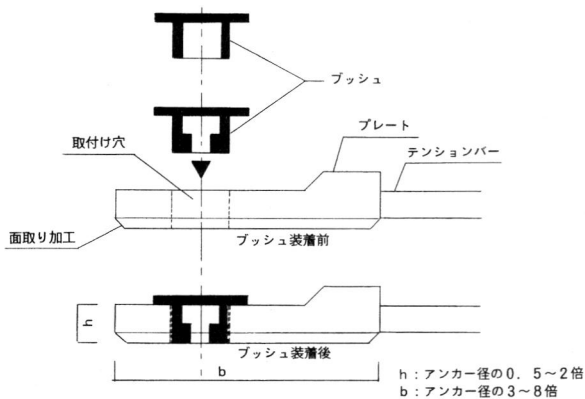 ブッシュ
プレート
取付け穴
テンションバー
面取り加工
ブッシュ装着前
h
ブッシュ装着後
b
h:アンカー径の0.5~2倍
b:アンカー径の3~8倍